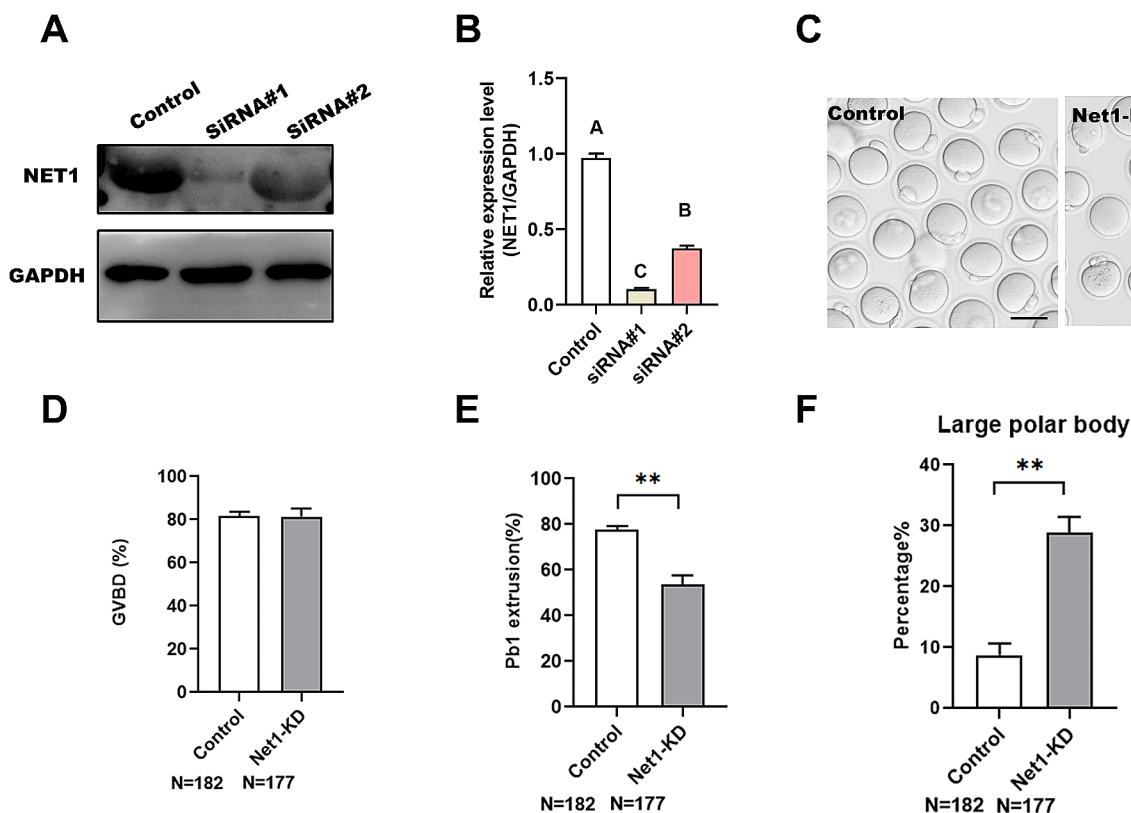 A
Control
SiRNA#1
SiRNA#2
NET1
GAPDH
B
Relative expression level
(NET1/GAPDH)
1.5
1.0
0.5
0.0
A
C
B
Control
siRNA#1
siRNA#2
C
Control
Net1-
D
GVBD (%)
100
80
60
40
20
0
Control
Net1-KD
N=182 N=177
E
Pb1 extrusion(%)
100
80
60
40
20
0
**
Control
Net1-KD
N=182 N=177
F
Large polar body
Percentage%
40
30
20
10
0
**
Control
Net1-KD
N=182 N=177